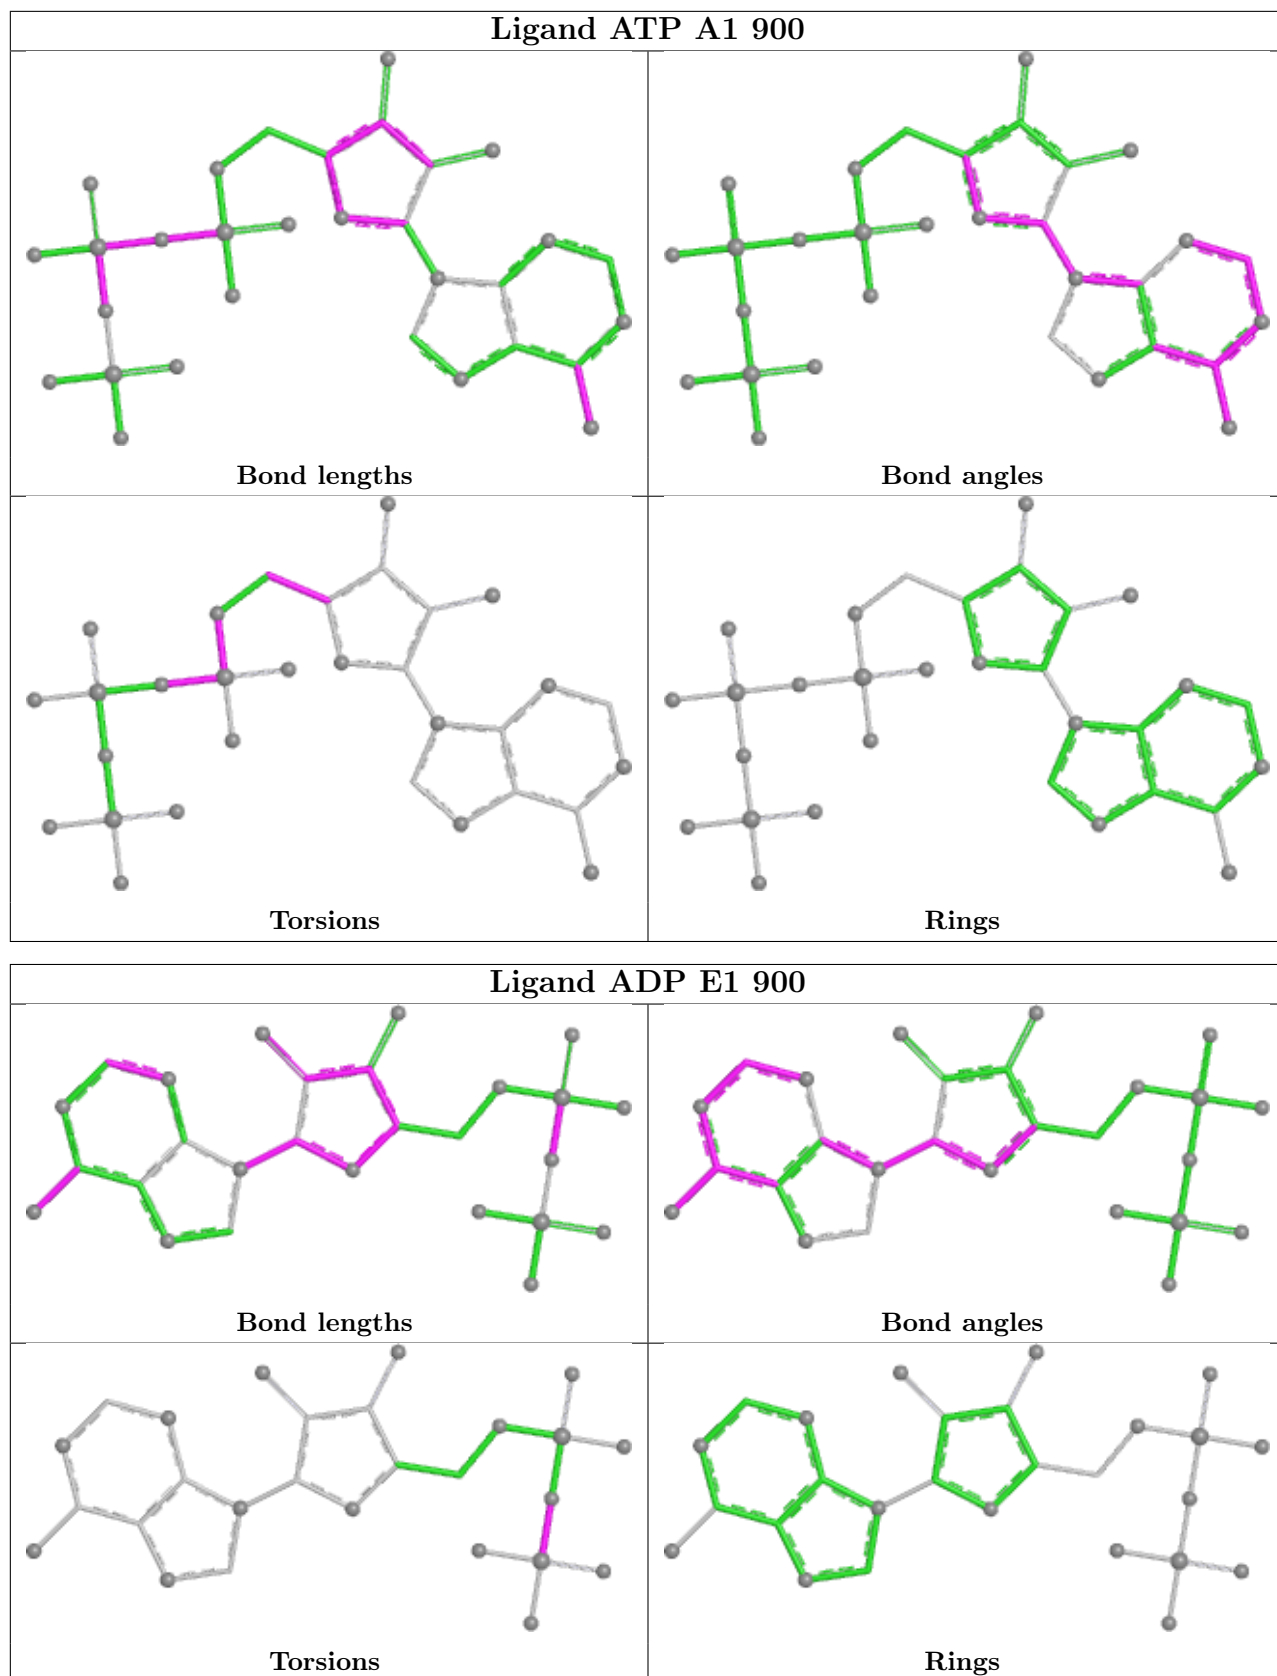 Ligand ATP A1 900
Bond lengths
Bond angles
Torsions
Rings
Ligand ADP E1 900
Bond lengths
Bond angles
Torsions
Rings